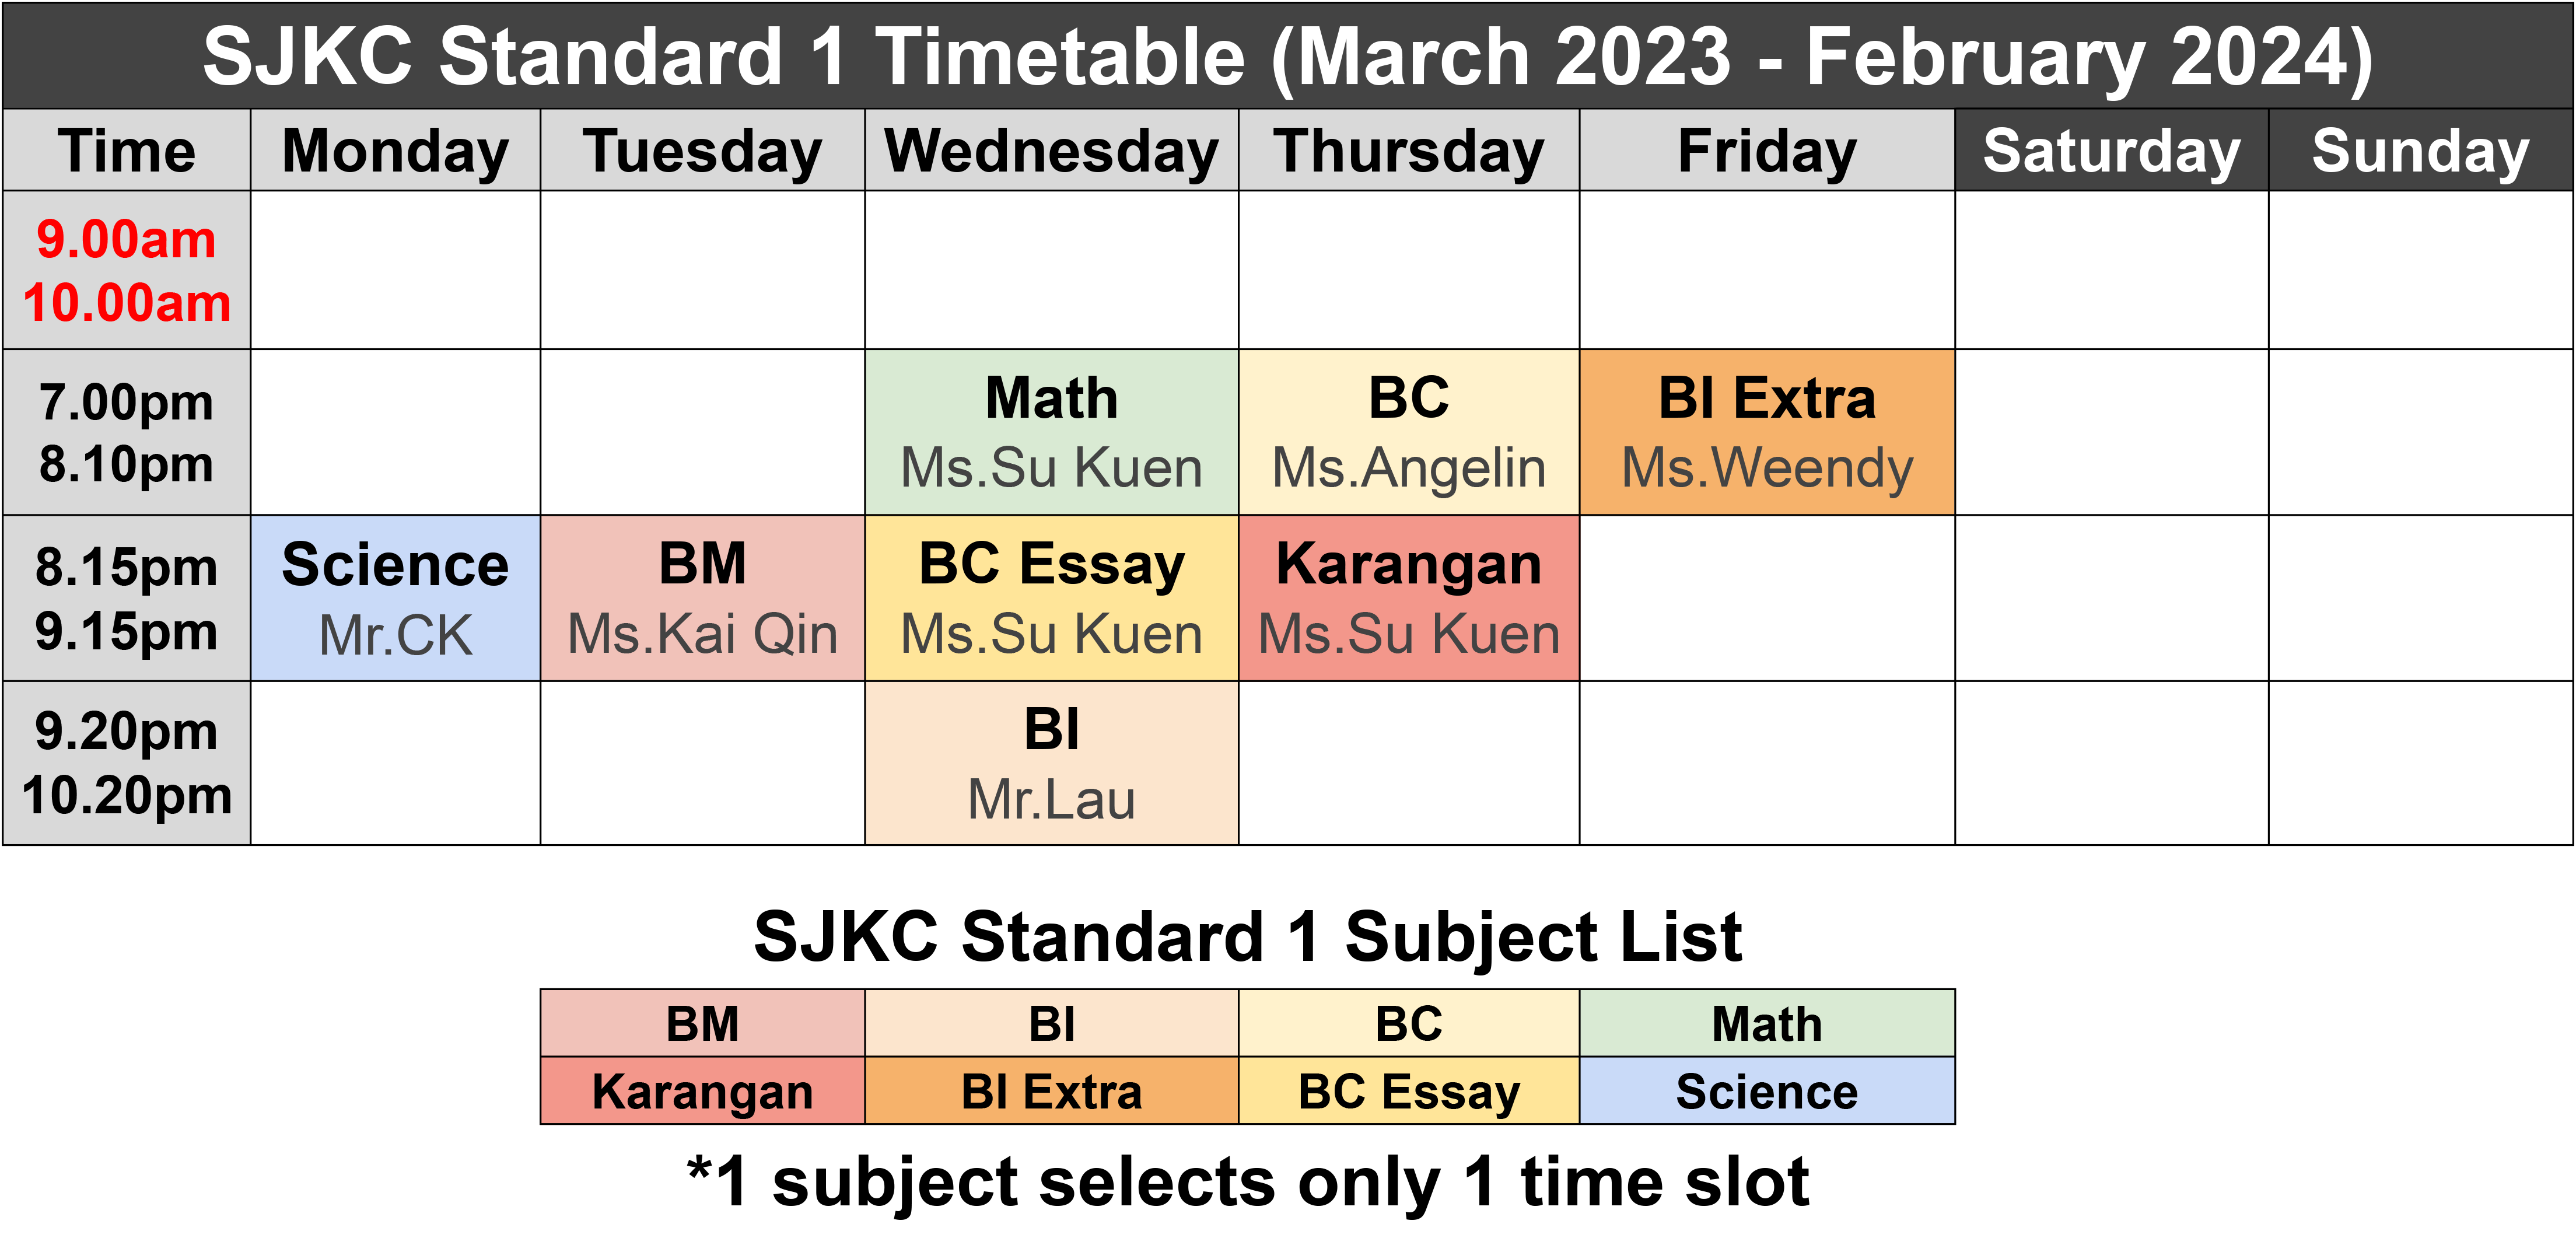 SJKC Standard 1 Timetable (March 2023 - February 2024)
Time Monday Tuesday Wednesday Thursday Friday Saturday Sunday
9.00am
10.00am
7.00pm
8.10pm
Math
Ms.Su Kuen
BC
Ms.Angelin
BI Extra
Ms.Weendy
8.15pm
9.15pm
Science
Mr.CK
BM
Ms.Kai Qin
BC Essay
Ms.Su Kuen
Karangan
Ms.Su Kuen
9.20pm
10.20pm
BI
Mr.Lau
SJKC Standard 1 Subject List
BM BI BC Math
Karangan BI Extra BC Essay Science
*1 subject selects only 1 time slot